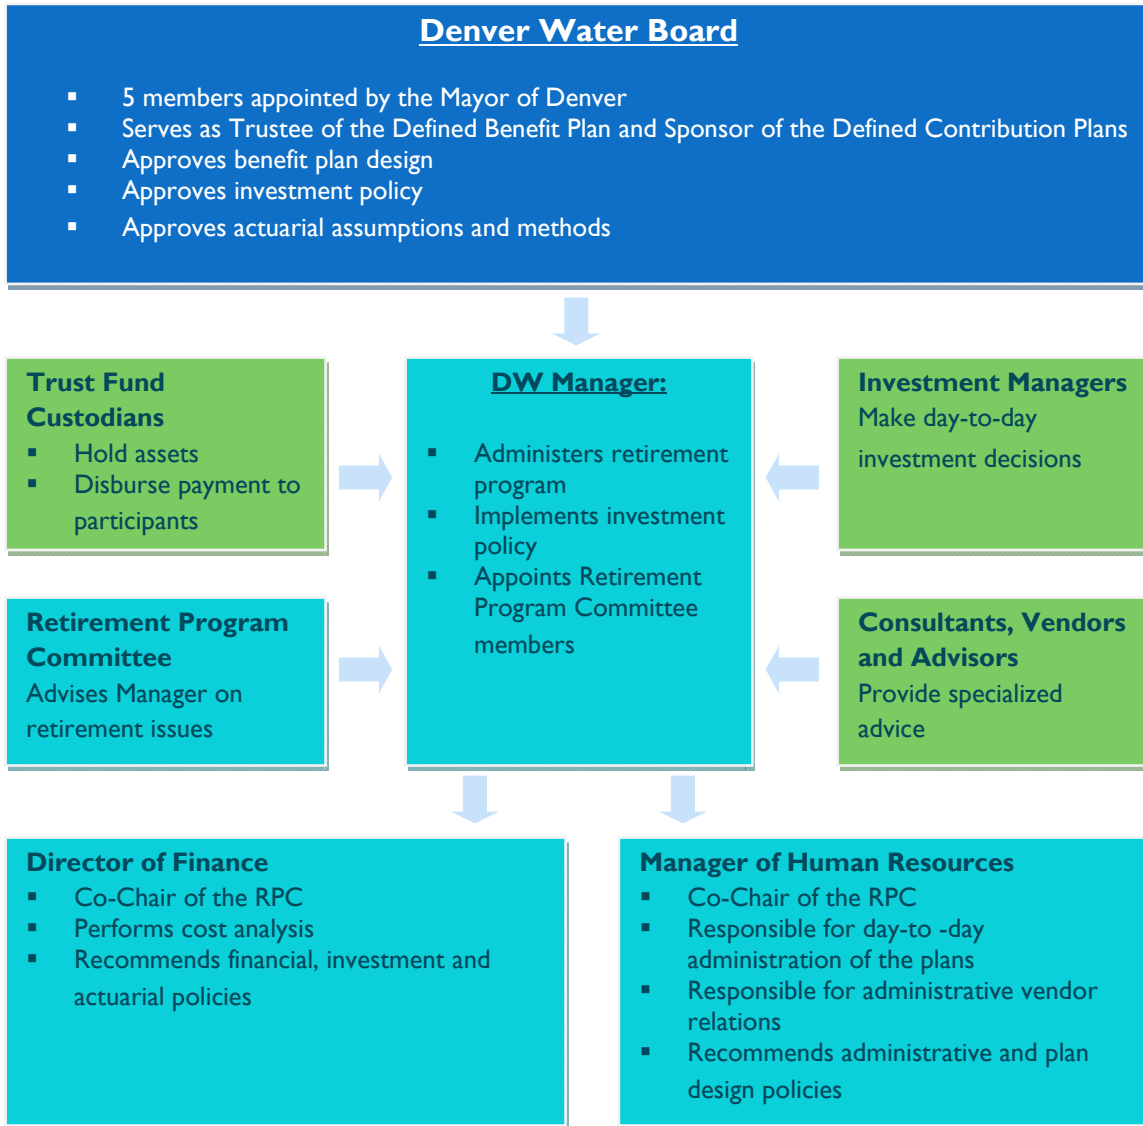 Denver Water Board
▪ 5 members appointed by the Mayor of Denver
▪ Serves as Trustee of the Defined Benefit Plan and Sponsor of the Defined Contribution Plans
▪ Approves benefit plan design
▪ Approves investment policy
▪ Approves actuarial assumptions and methods
Trust Fund
Custodians
▪ Hold assets
▪ Disburse payment to
participants
DW Manager:
▪ Administers retirement
program
▪ Implements investment
policy
▪ Appoints Retirement
Program Committee
members
Investment Managers
Make day-to-day
investment decisions
Retirement Program
Committee
Advises Manager on
retirement issues
Consultants, Vendors
and Advisors
Provide specialized
advice
Director of Finance
▪ Co-Chair of the RPC
▪ Performs cost analysis
▪ Recommends financial, investment and
actuarial policies
Manager of Human Resources
▪ Co-Chair of the RPC
▪ Responsible for day-to -day
administration of the plans
▪ Responsible for administrative vendor
relations
▪ Recommends administrative and plan
design policies